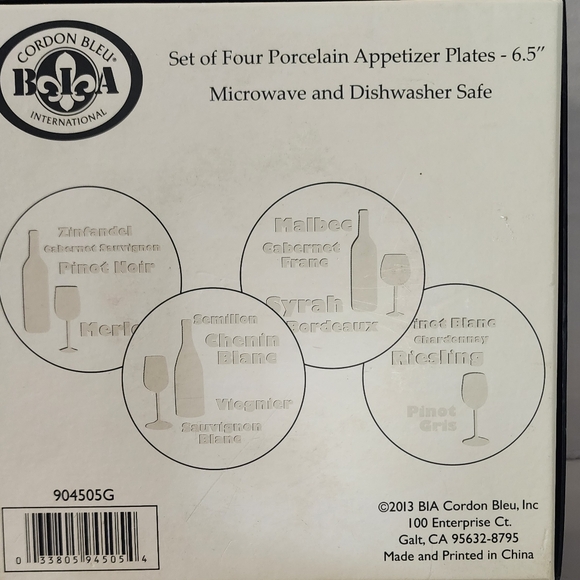 CORDON BLEU®
BIA
INTERNATIONAL
Set of Four Porcelain Appetizer Plates - 6.5"
Microwave and Dishwasher Safe
Zinfandel
Cabernet Sauvignon
Pinot Noir
Merlo
Malbec
Cabernet
Franc
Syrah
Bordeaux
Semillon
Chenin
Blanc
Viognier
Sauvignon
Blanc
inot Blanc
Chardonnay
Riesling
Pinot
Gris
904505G
0 33805 94505 4
©2013 BIA Cordon Bleu, Inc
100 Enterprise Ct.
Galt, CA 95632-8795
Made and Printed in China